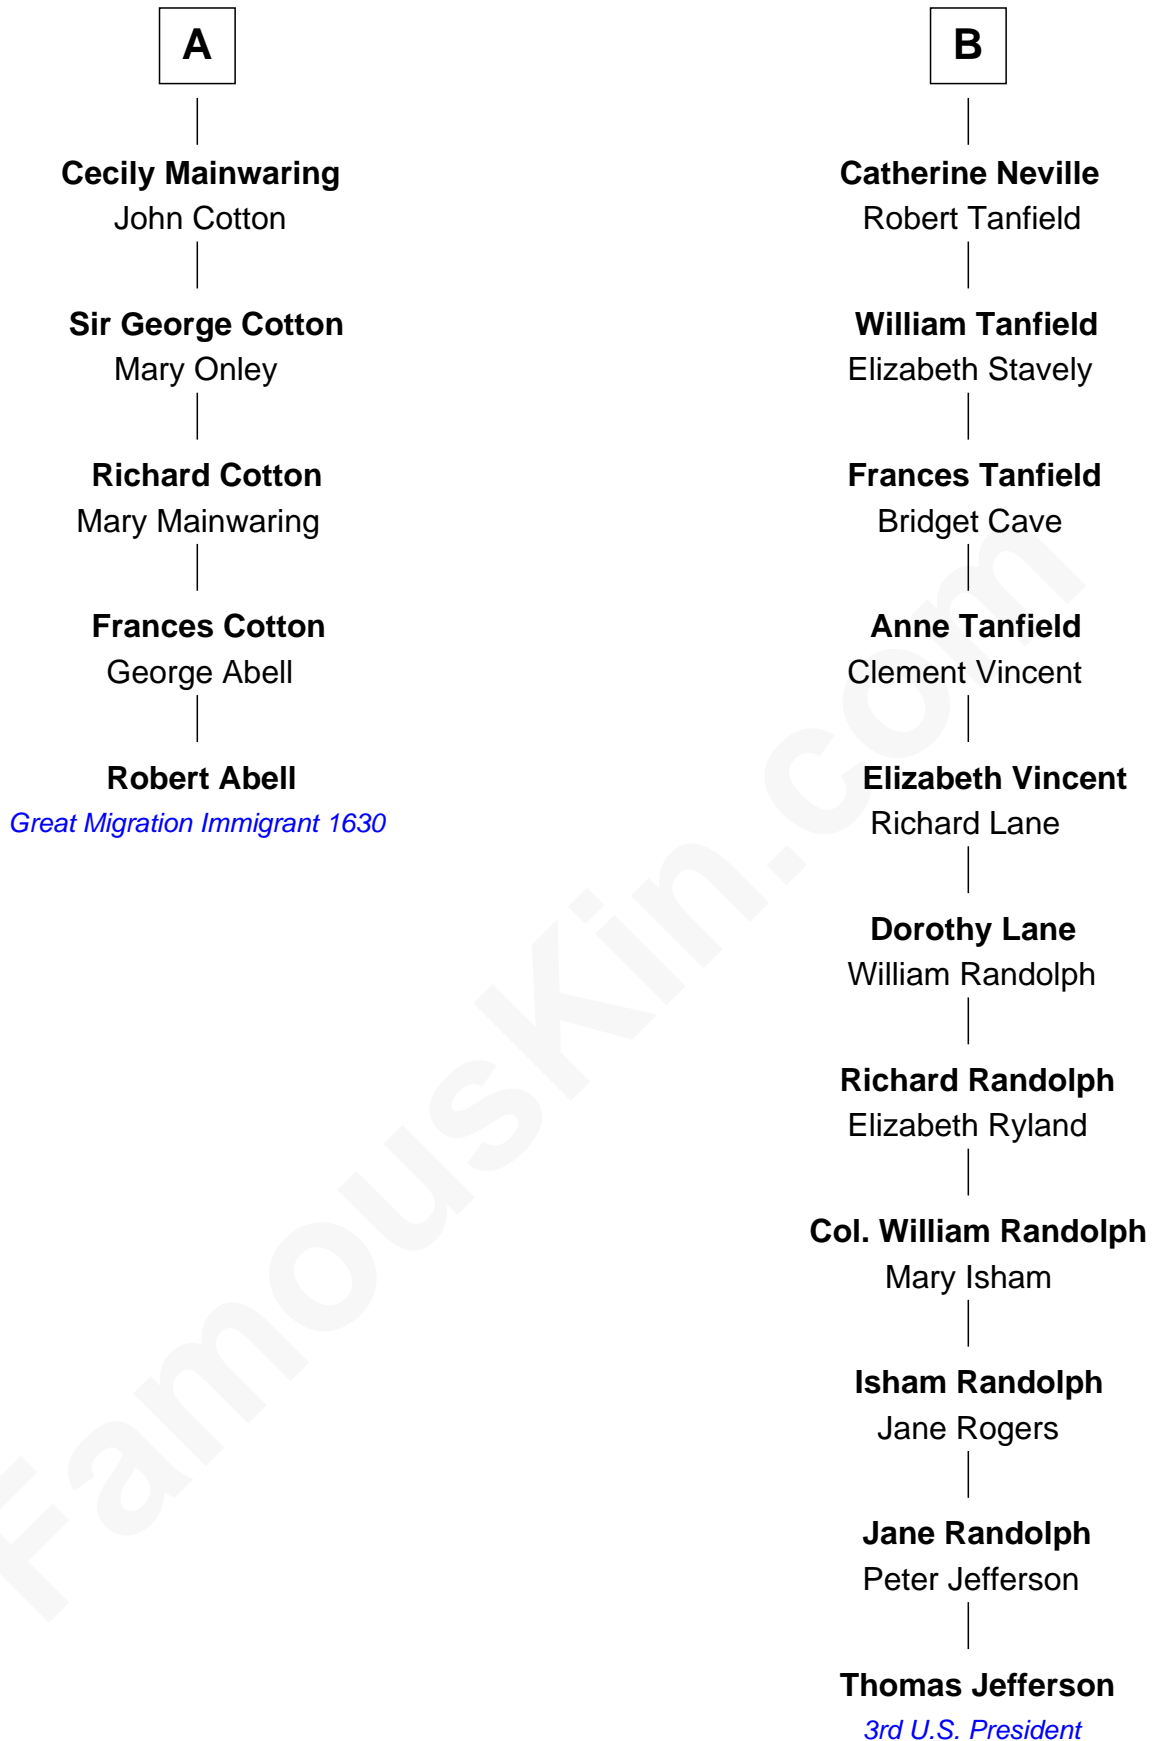 A
Cecily Mainwaring
John Cotton
Sir George Cotton
Mary Onley
Richard Cotton
Mary Mainwaring
Frances Cotton
George Abell
Robert Abell
Great Migration Immigrant 1630
B
Catherine Neville
Robert Tanfield
William Tanfield
Elizabeth Stavely
Frances Tanfield
Bridget Cave
Anne Tanfield
Clement Vincent
Elizabeth Vincent
Richard Lane
Dorothy Lane
William Randolph
Richard Randolph
Elizabeth Ryland
Col. William Randolph
Mary Isham
Isham Randolph
Jane Rogers
Jane Randolph
Peter Jefferson
Thomas Jefferson
3rd U.S. President
FamousKin.com